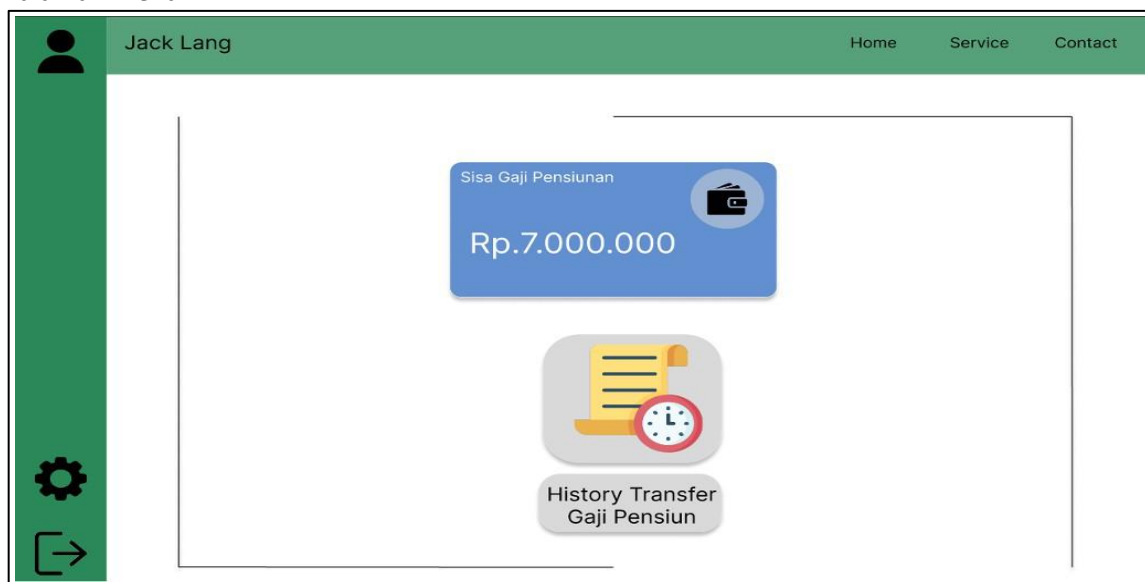 Jack Lang
Home Service Contact
Sisa Gaji Pensiunan
Rp.7.000.000
History Transfer
Gaji Pensiun